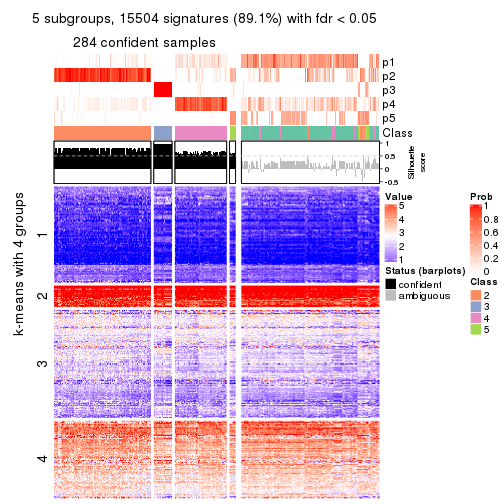 5 subgroups, 15504 signatures (89.1%) with fdr < 0.05
284 confident samples
p1
p2
p3
p4
p5
Class
1
0.5
0
-0.5
Silhouette
score
k-means with 4 groups
1
2
3
4
Value
5
4
3
2
1
Status (barplots)
confident
ambiguous
Prob
1
0.8
0.6
0.4
0.2
0
Class
2
3
4
5